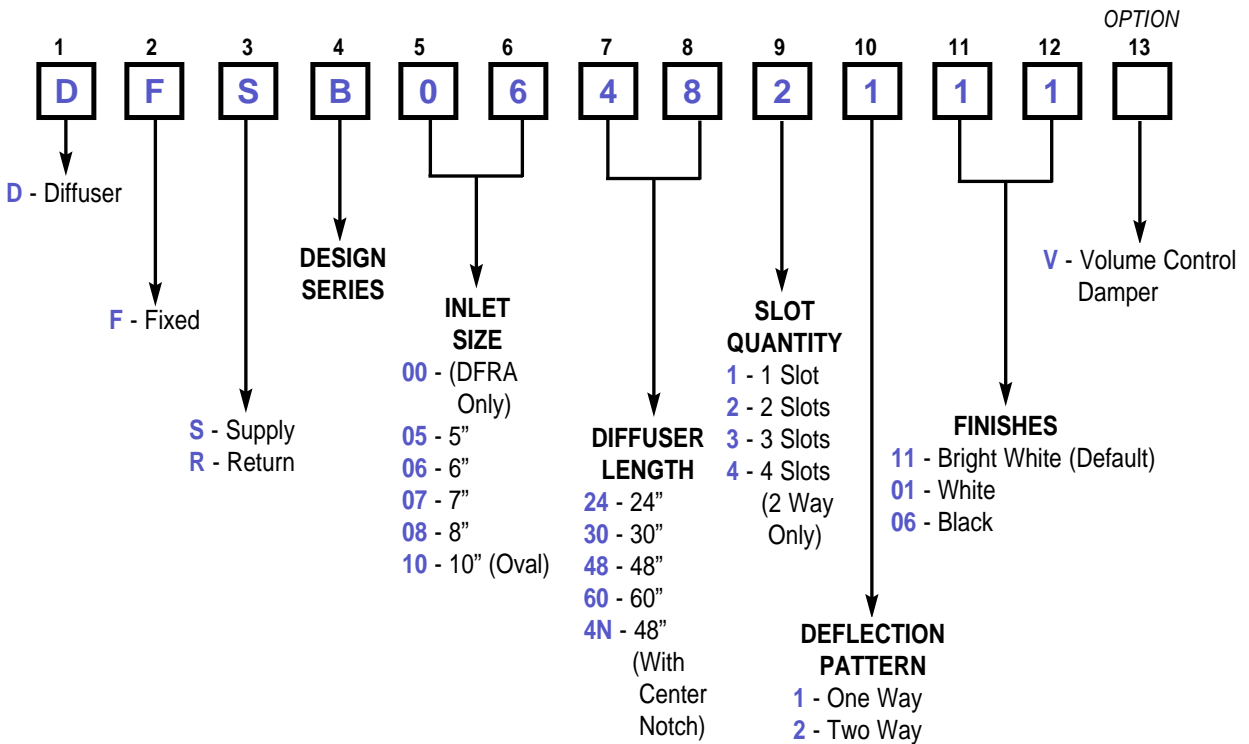 OPTION
1 2 3 4 5 6 7 8 9 10 11 12 13
D F S B 0 6 4 8 2 1 1 1
D - Diffuser
F - Fixed
S - Supply
R - Return
DESIGN
SERIES
INLET
SIZE
00 - (DFRA
Only)
05 - 5”
06 - 6”
07 - 7”
08 - 8”
10 - 10” (Oval)
DIFFUSER
LENGTH
24 - 24”
30 - 30”
48 - 48”
60 - 60”
4N - 48”
(With
Center
Notch)
SLOT
QUANTITY
1 - 1 Slot
2 - 2 Slots
3 - 3 Slots
4 - 4 Slots
(2 Way
Only)
DEFLECTION
PATTERN
1 - One Way
2 - Two Way
FINISHES
11 - Bright White (Default)
01 - White
06 - Black
V - Volume Control
Damper